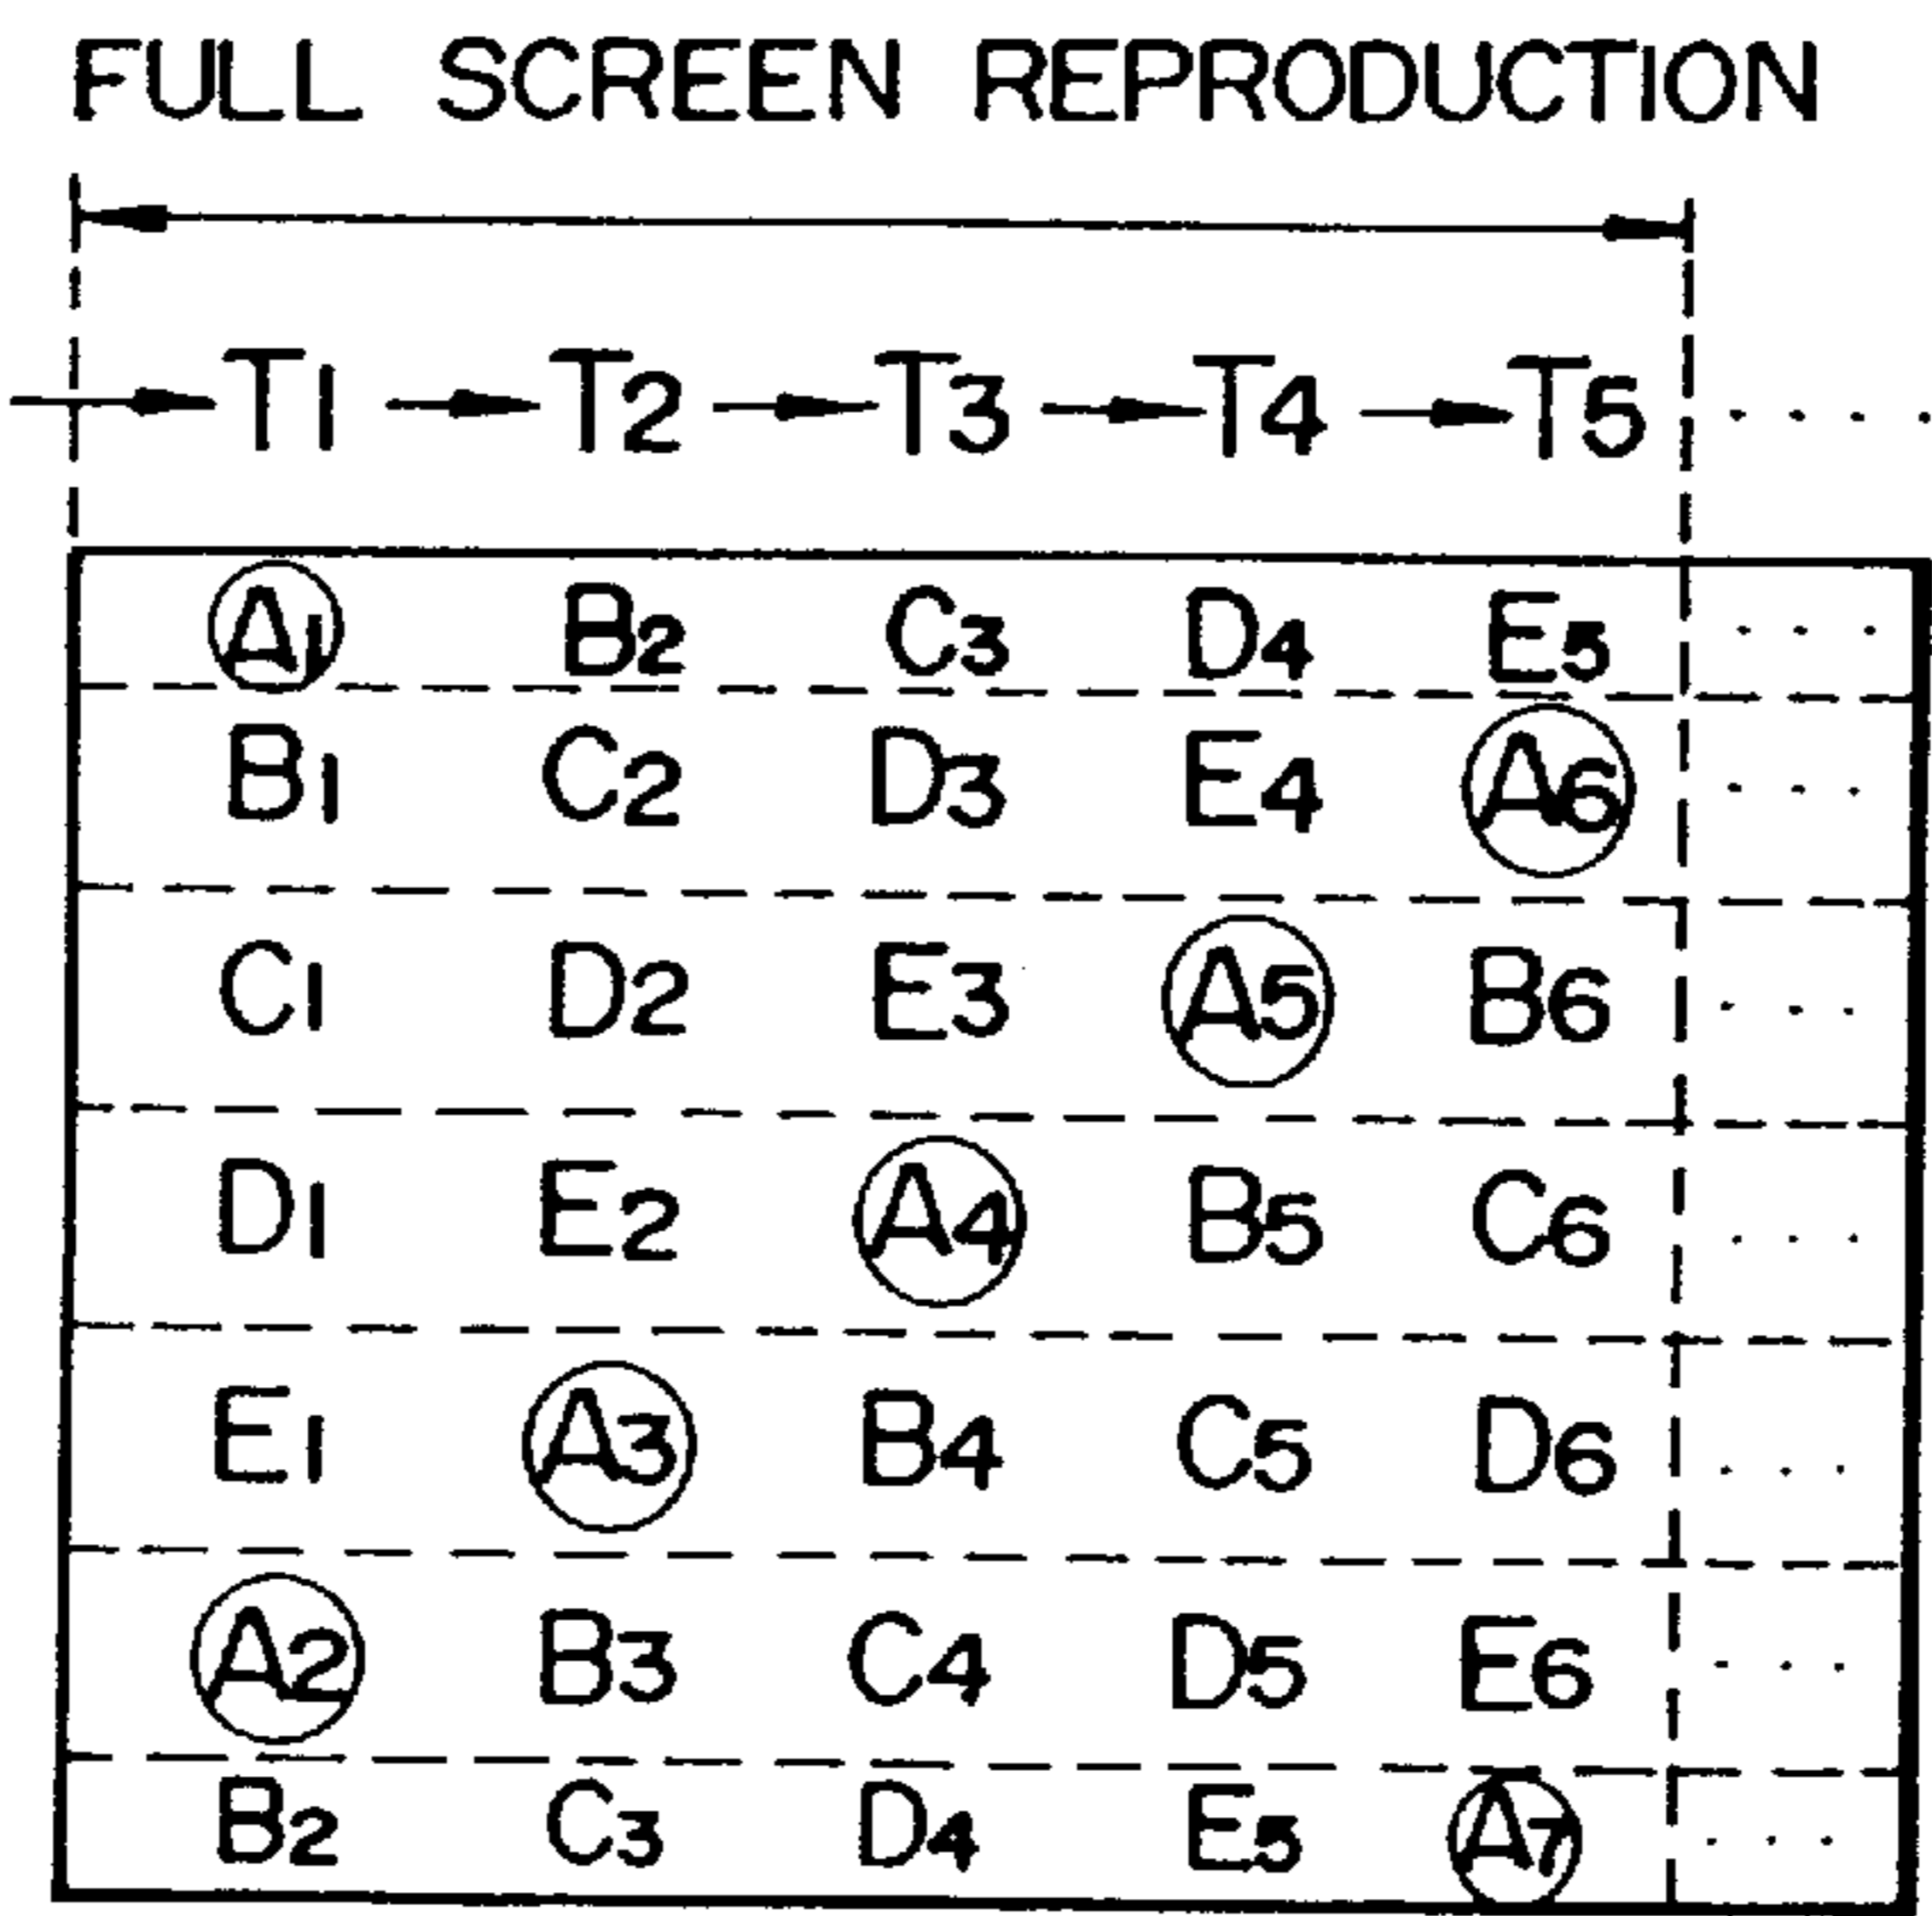 FULL SCREEN REPRODUCTION
T1 T2 T3 T4 T5 . . . .
A1 B2 C3 D4 E5 . . .
B1 C2 D3 E4 A6 . . .
C1 D2 E3 A5 B6 . . .
D1 E2 A4 B5 C6 . . .
E1 A3 B4 C5 D6 . . .
A2 B3 C4 D5 E6 . . .
B2 C3 D4 E5 A7 . . .